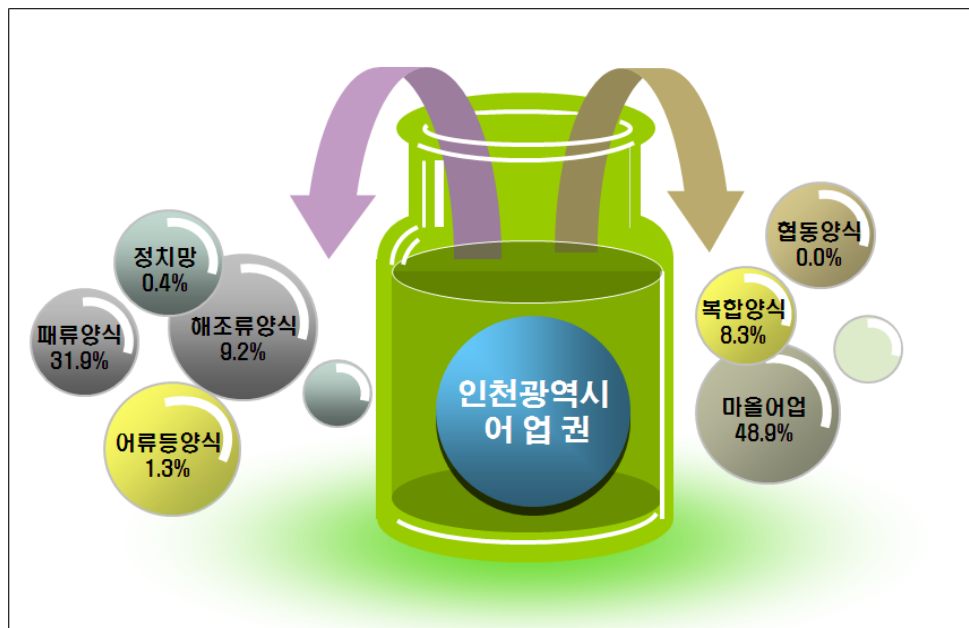 정치망
0.4%
해조류양식
9.2%
패류양식
31.9%
어류등양식
1.3%
인천광역시
어 업 권
협동양식
0.0%
복합양식
8.3%
마을어업
48.9%